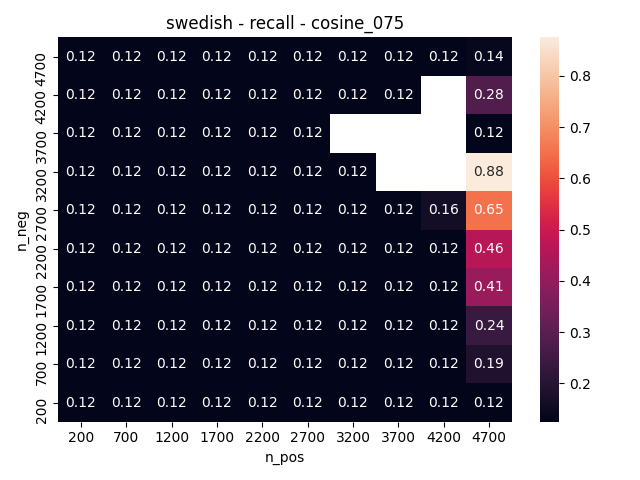 swedish - recall - cosine_075
4700 0.12 0.12 0.12 0.12 0.12 0.12 0.12 0.12 0.12 0.14
4200 0.12 0.12 0.12 0.12 0.12 0.12 0.12 0.12 0.28
3700 0.12 0.12 0.12 0.12 0.12 0.12 0.12
3200 0.12 0.12 0.12 0.12 0.12 0.12 0.12 0.88
2700 0.12 0.12 0.12 0.12 0.12 0.12 0.12 0.12 0.16 0.65
2200 0.12 0.12 0.12 0.12 0.12 0.12 0.12 0.12 0.12 0.46
1700 0.12 0.12 0.12 0.12 0.12 0.12 0.12 0.12 0.12 0.41
1200 0.12 0.12 0.12 0.12 0.12 0.12 0.12 0.12 0.12 0.24
700 0.12 0.12 0.12 0.12 0.12 0.12 0.12 0.12 0.12 0.19
200 0.12 0.12 0.12 0.12 0.12 0.12 0.12 0.12 0.12 0.12
n_neg
200 700 1200 1700 2200 2700 3200 3700 4200 4700
n_pos
0.8
0.7
0.6
0.5
0.4
0.3
0.2